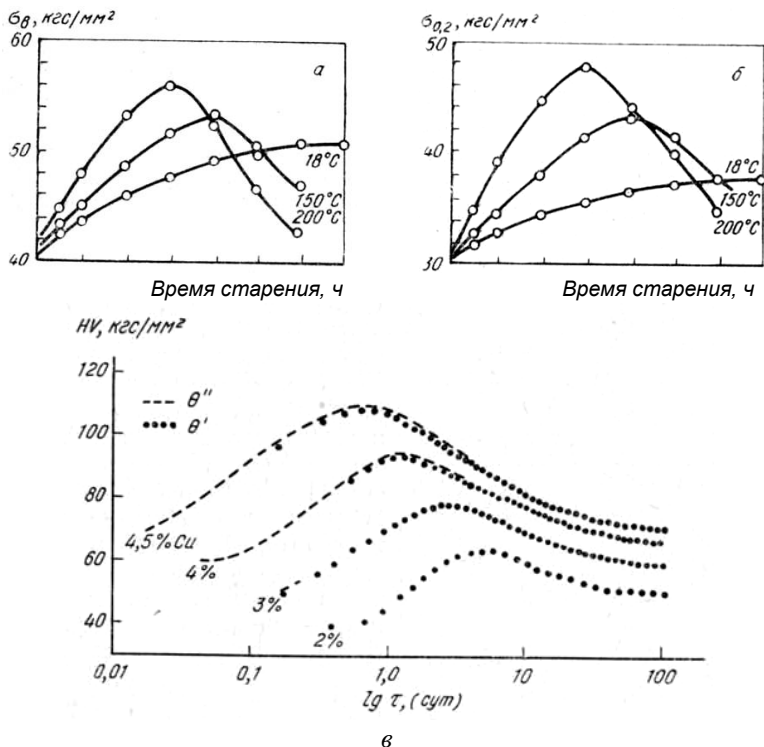 σв, кгс/мм²
60
50
40
а
18°C
150°C
200°C
Время старения, ч
σ0,2, кгс/мм²
50
40
30
б
18°C
150°C
200°C
Время старения, ч
HV, кгс/мм²
120
100
80
60
40
θ''
θ'
4,5%Cu
4%
3%
2%
0,01
0,1
1,0
10
100
lg τ, (сут)
в